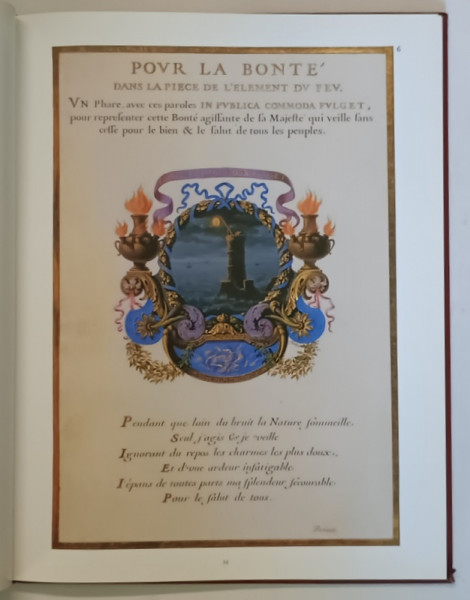 6
POVR LA BONTÉ
DANS LA PIECE DE L'ELEMENT DV FEV.
VN Phare, avec ces paroles IN PVBLICA COMMODA FVLGET,
pour representer cette Bonté agissante de sa Majesté qui veille sans
cesse pour le bien & le salut de tous les peuples.
Pendant que loin du bruit la Nature sommeille,
Seul j'agis & je veille
Ignorant du repos les charmes les plus doux,
Et d'une ardeur infatigable
J'épans de toutes parts ma splendeur secourable
Pour le salut de tous.